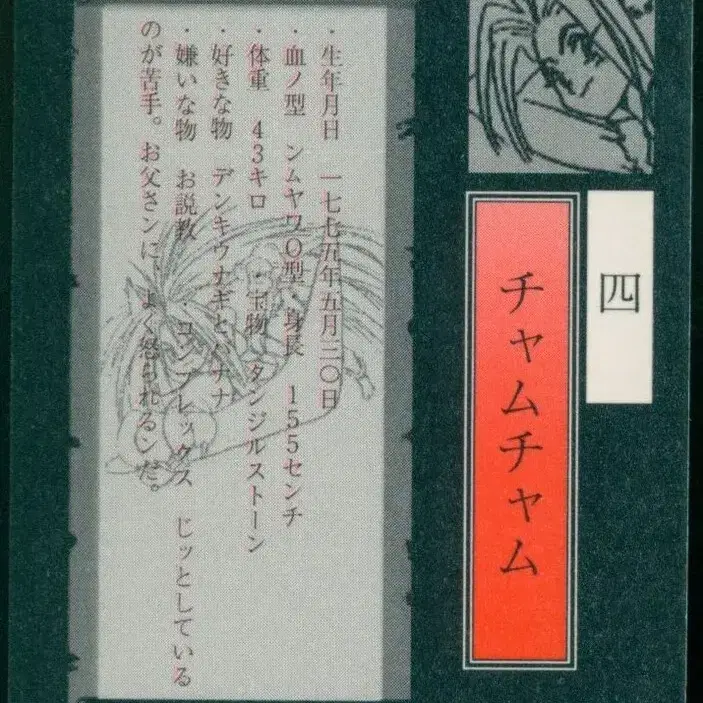 四
チャムチャム
・生年月日　一七七五年五月三〇日
・血ノ型　ンムヤワO型・身長　155センチ
・体重　43キロ　・宝物　タンジルストーン
・好きな物　デンキウナギとバナナ
・嫌いな物　お説教　・コンプレックス　じッとしている
のが苦手。お父さンに、よく怒られるンだ。